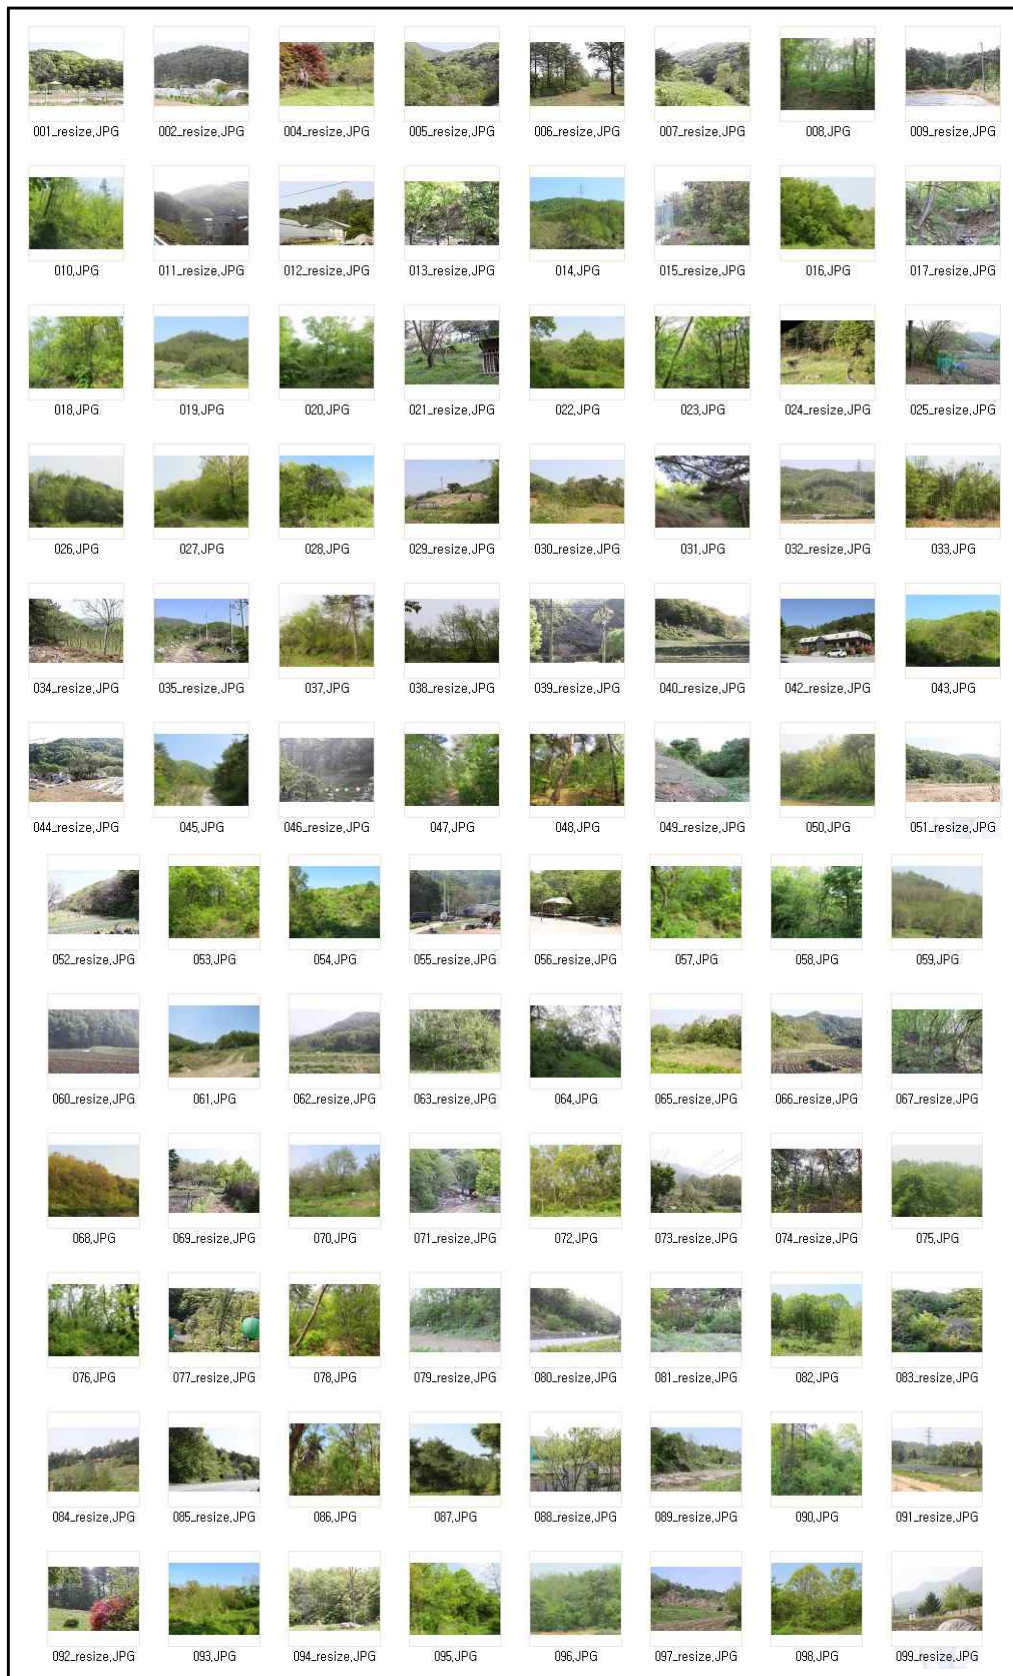 001_resize.JPG 002_resize.JPG 004_resize.JPG 005_resize.JPG 006_resize.JPG 007_resize.JPG 008.JPG 009_resize.JPG
010.JPG 011_resize.JPG 012_resize.JPG 013_resize.JPG 014.JPG 015_resize.JPG 016.JPG 017_resize.JPG
018.JPG 019.JPG 020.JPG 021_resize.JPG 022.JPG 023.JPG 024_resize.JPG 025_resize.JPG
026.JPG 027.JPG 028.JPG 029_resize.JPG 030_resize.JPG 031.JPG 032_resize.JPG 033.JPG
034_resize.JPG 035_resize.JPG 037.JPG 038_resize.JPG 039_resize.JPG 040_resize.JPG 042_resize.JPG 043.JPG
044_resize.JPG 045.JPG 046_resize.JPG 047.JPG 048.JPG 049_resize.JPG 050.JPG 051_resize.JPG
052_resize.JPG 053.JPG 054.JPG 055_resize.JPG 056_resize.JPG 057.JPG 058.JPG 059.JPG
060_resize.JPG 061.JPG 062_resize.JPG 063_resize.JPG 064.JPG 065_resize.JPG 066_resize.JPG 067_resize.JPG
068.JPG 069_resize.JPG 070.JPG 071_resize.JPG 072.JPG 073_resize.JPG 074_resize.JPG 075.JPG
076.JPG 077_resize.JPG 078.JPG 079_resize.JPG 080_resize.JPG 081_resize.JPG 082.JPG 083_resize.JPG
084_resize.JPG 085_resize.JPG 086.JPG 087.JPG 088_resize.JPG 089_resize.JPG 090.JPG 091_resize.JPG
092_resize.JPG 093.JPG 094_resize.JPG 095.JPG 096.JPG 097_resize.JPG 098.JPG 099_resize.JPG